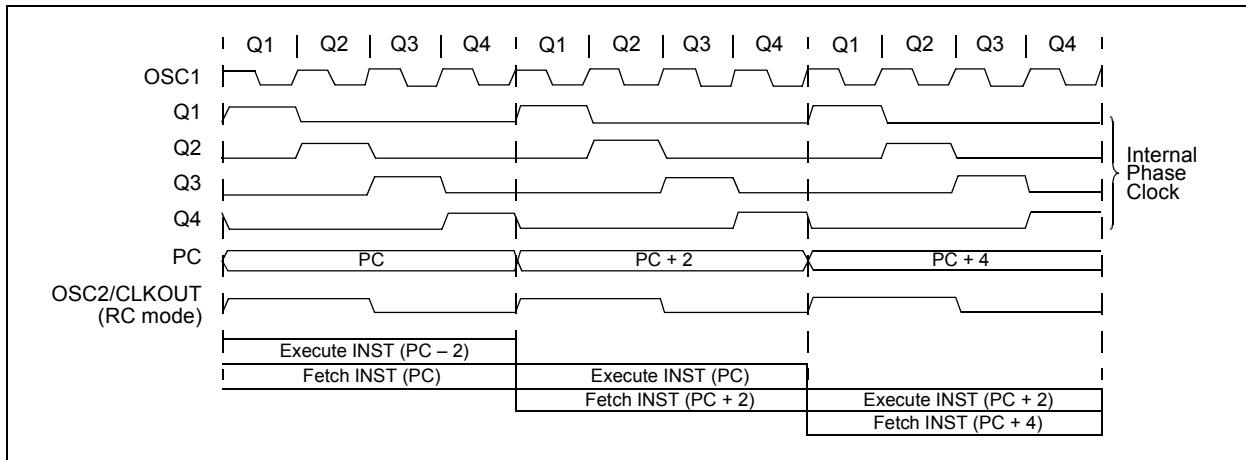 Q1 Q2 Q3 Q4 Q1 Q2 Q3 Q4 Q1 Q2 Q3 Q4
OSC1
Q1
Q2
Q3
Q4
Internal
Phase
Clock
PC PC PC + 2 PC + 4
OSC2/CLKOUT
(RC mode)
Execute INST (PC – 2)
Fetch INST (PC) Execute INST (PC)
Fetch INST (PC + 2) Execute INST (PC + 2)
Fetch INST (PC + 4)